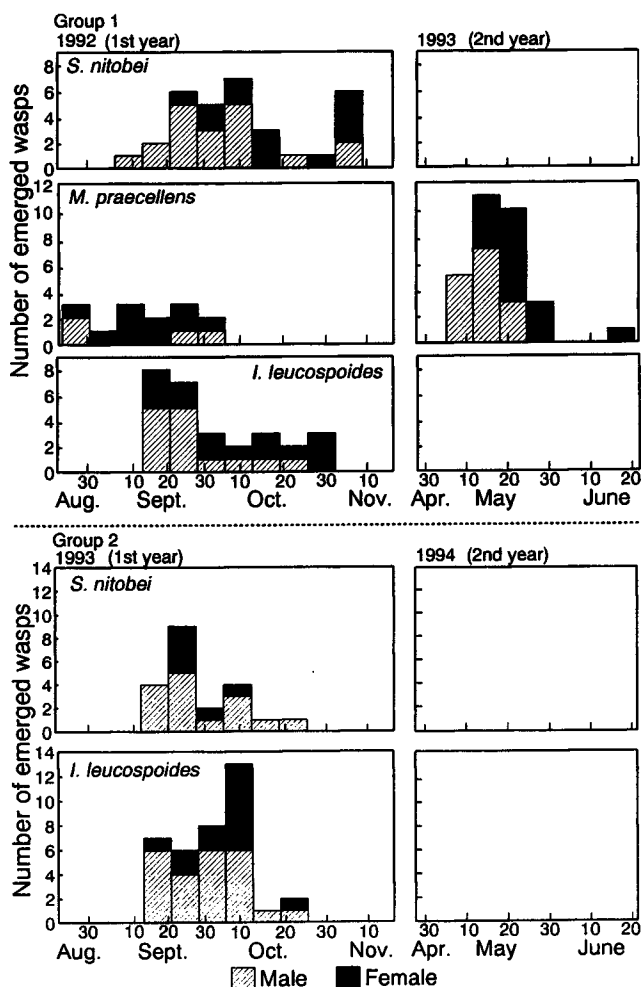 Group 1
1992 (1st year)
1993 (2nd year)
Number of emerged wasps
S. nitobei
8
6
4
2
0
M. praecellens
12
10
8
6
4
2
0
I. leucospoides
8
6
4
2
0
30 10 20 30 10 20 30 10
Aug. Sept. Oct. Nov.
30 10 20 30 10 20
Apr. May June
Group 2
1993 (1st year)
1994 (2nd year)
Number of emerged wasps
S. nitobei
14
12
10
8
6
4
2
0
I. leucospoides
14
12
10
8
6
4
2
0
30 10 20 30 10 20 30 10
Aug. Sept. Oct. Nov.
30 10 20 30 10 20
Apr. May June
Male Female